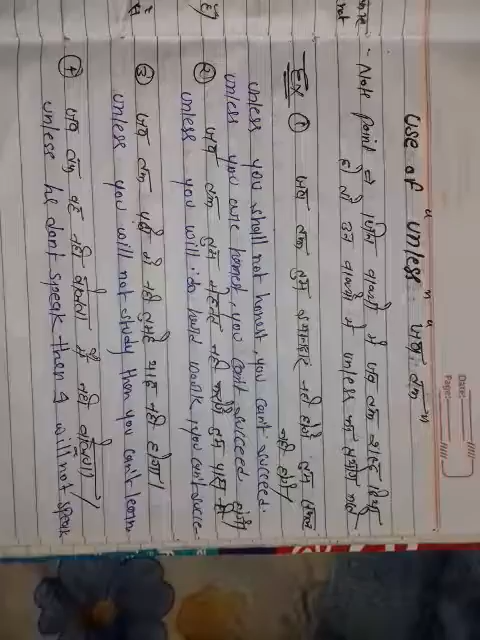 Date:
Page:
Use of "unless" "जब तक"
- Note Point ⇒ जिस वाक्यो में जब तक शब्द दिया
हो तो उस वाक्यो में unless का प्रयोग करते
Ex ① जब तक तुम ईमानदार नही होगे तुम सफल
नही होगे।
unless you shall not honest you can't succeed.
unless you are honest, you can't succeed
② जब तक तुम मेहनत नही करोगे तुम पास नही होगे
unless you will do hard work, you can't succe-
③ जब तक पढ़ोगे नही तुम्हे याद नही होगा।
unless you will not study then you can't learn
④ जब तक वह नही बोलता मैं नही बोलूगा।
unless he dont speak then I will not speak